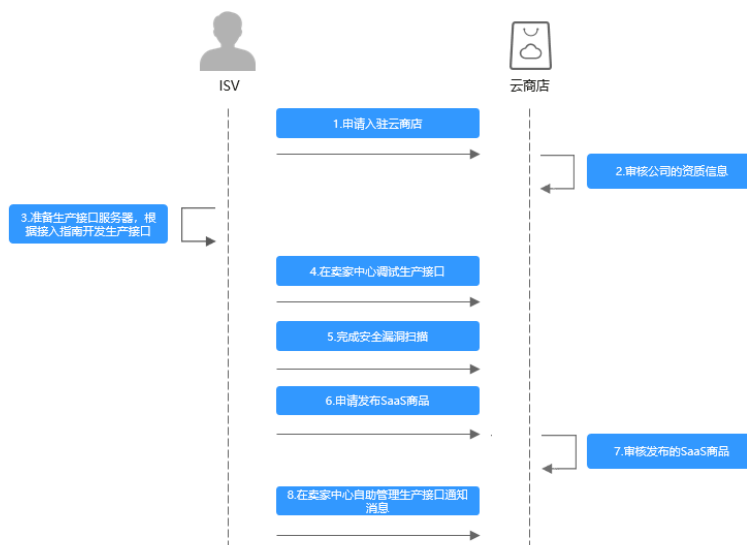 ISV
云商店
1.申请入驻云商店
2.审核公司的资质信息
3.准备生产接口服务器，根
据接入指南开发生产接口
4.在卖家中心调试生产接口
5.完成安全漏洞扫描
6.申请发布SaaS商品
7.审核发布的SaaS商品
8.在卖家中心自助管理生产接口通知
消息